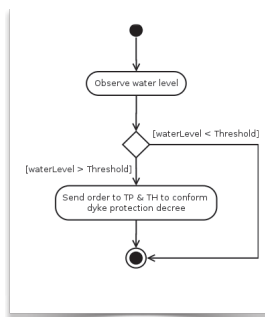 Observe water level
[waterLevel < Threshold]
[waterLevel > Threshold]
Send order to TP & TH to conform
dyke protection decree